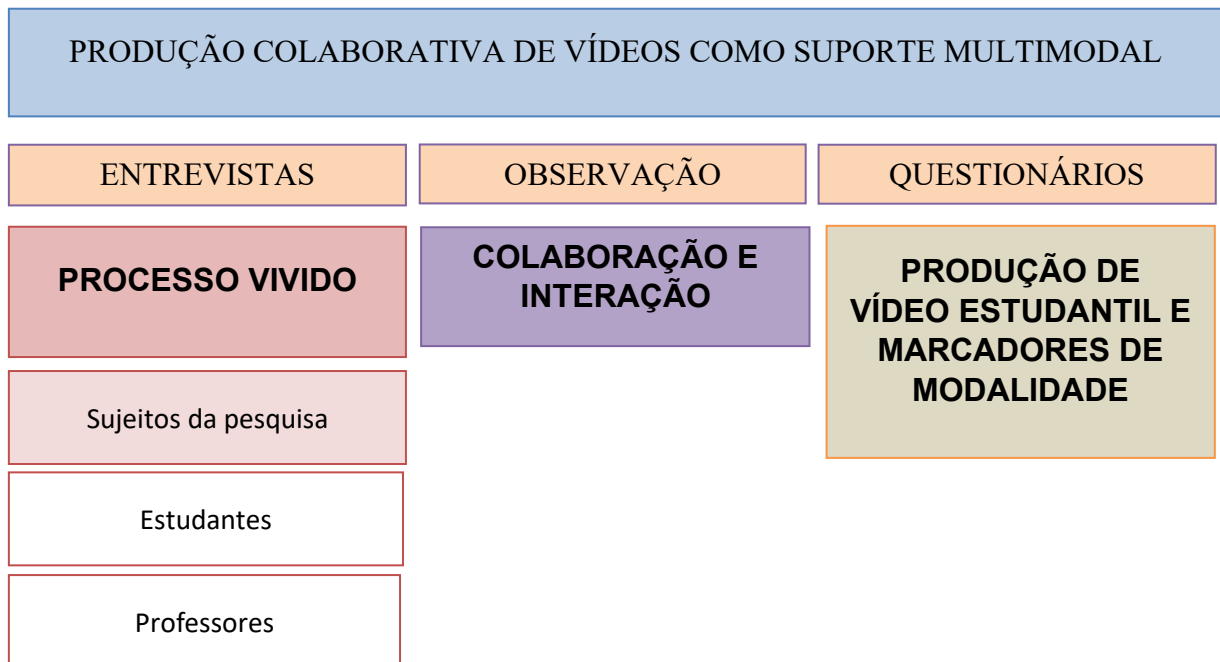 PRODUÇÃO COLABORATIVA DE VÍDEOS COMO SUPORTE MULTIMODAL
ENTREVISTAS
OBSERVAÇÃO
QUESTIONÁRIOS
PROCESSO VIVIDO
COLABORAÇÃO E
INTERAÇÃO
PRODUÇÃO DE
VÍDEO ESTUDANTIL E
MARCADORES DE
MODALIDADE
Sujeitos da pesquisa
Estudantes
Professores